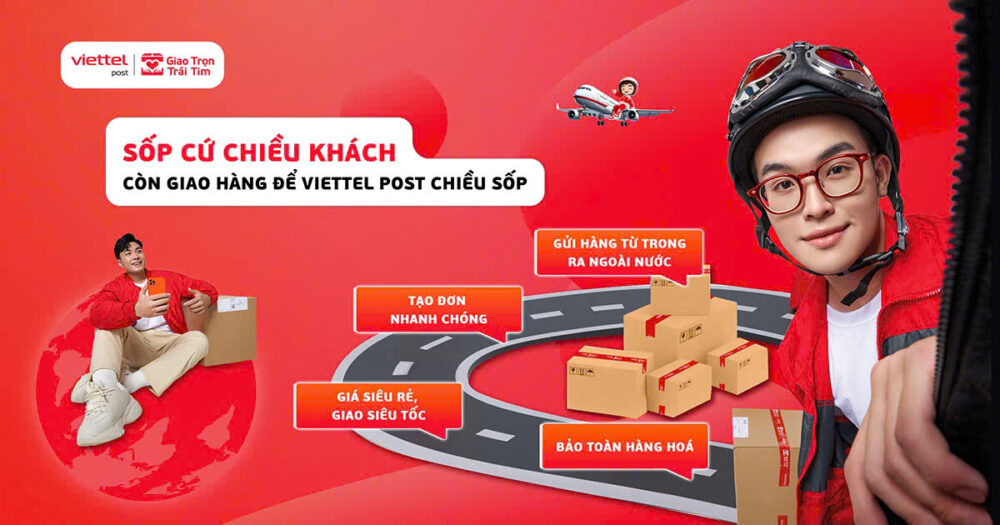 viettel
post
Giao Trọn
Trái Tim
SỐP CỨ CHIỀU KHÁCH
CÒN GIAO HÀNG ĐỂ VIETTEL POST CHIỀU SỐP
GỬI HÀNG TỪ TRONG
RA NGOÀI NƯỚC
TẠO ĐƠN
NHANH CHÓNG
GIÁ SIÊU RẺ,
GIAO SIÊU TỐC
BẢO TOÀN HÀNG HOÁ